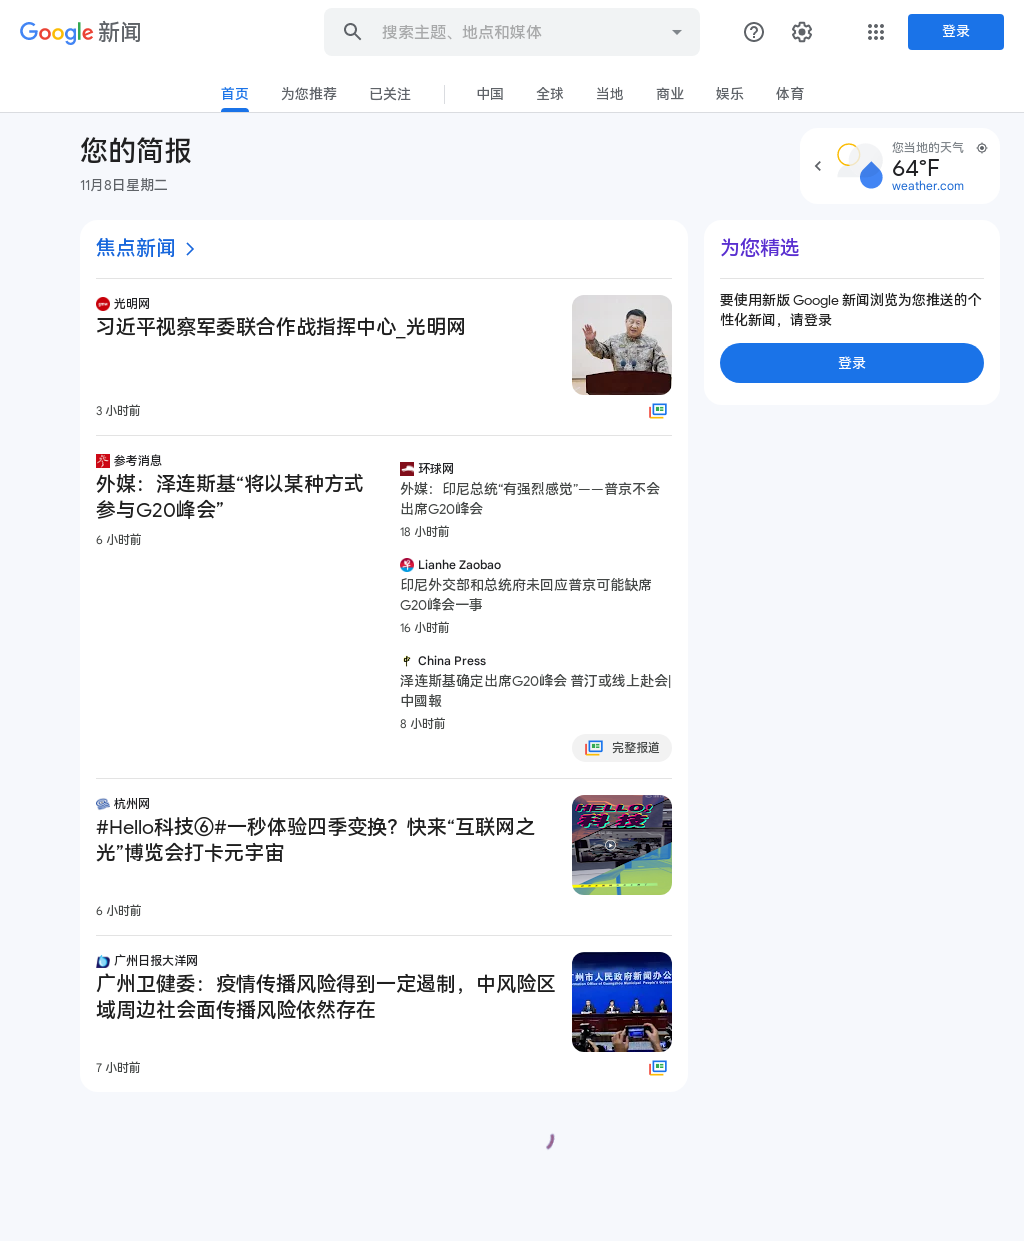 Google 新闻
搜索主题、地点和媒体
登录
首页
为您推荐
已关注
中国
全球
当地
商业
娱乐
体育
您的简报
11月8日星期二
您当地的天气
64°F
weather.com
焦点新闻
光明网
习近平视察军委联合作战指挥中心_光明网
3 小时前
参考消息
外媒：泽连斯基“将以某种方式
参与G20峰会”
6 小时前
环球网
外媒：印尼总统“有强烈感觉”——普京不会
出席G20峰会
18 小时前
Lianhe Zaobao
印尼外交部和总统府未回应普京可能缺席
G20峰会一事
16 小时前
China Press
泽连斯基确定出席G20峰会 普汀或线上赴会|
中國報
8 小时前
完整报道
杭州网
#Hello科技⑥#一秒体验四季变换？快来“互联网之
光”博览会打卡元宇宙
HELLO!
科技
6 小时前
广州日报大洋网
广州卫健委：疫情传播风险得到一定遏制，中风险区
域周边社会面传播风险依然存在
州市人民政府新闻办公
Information Office of Guangzhou Municipal People's Gover
7 小时前
为您精选
要使用新版 Google 新闻浏览为您推送的个
性化新闻，请登录
登录